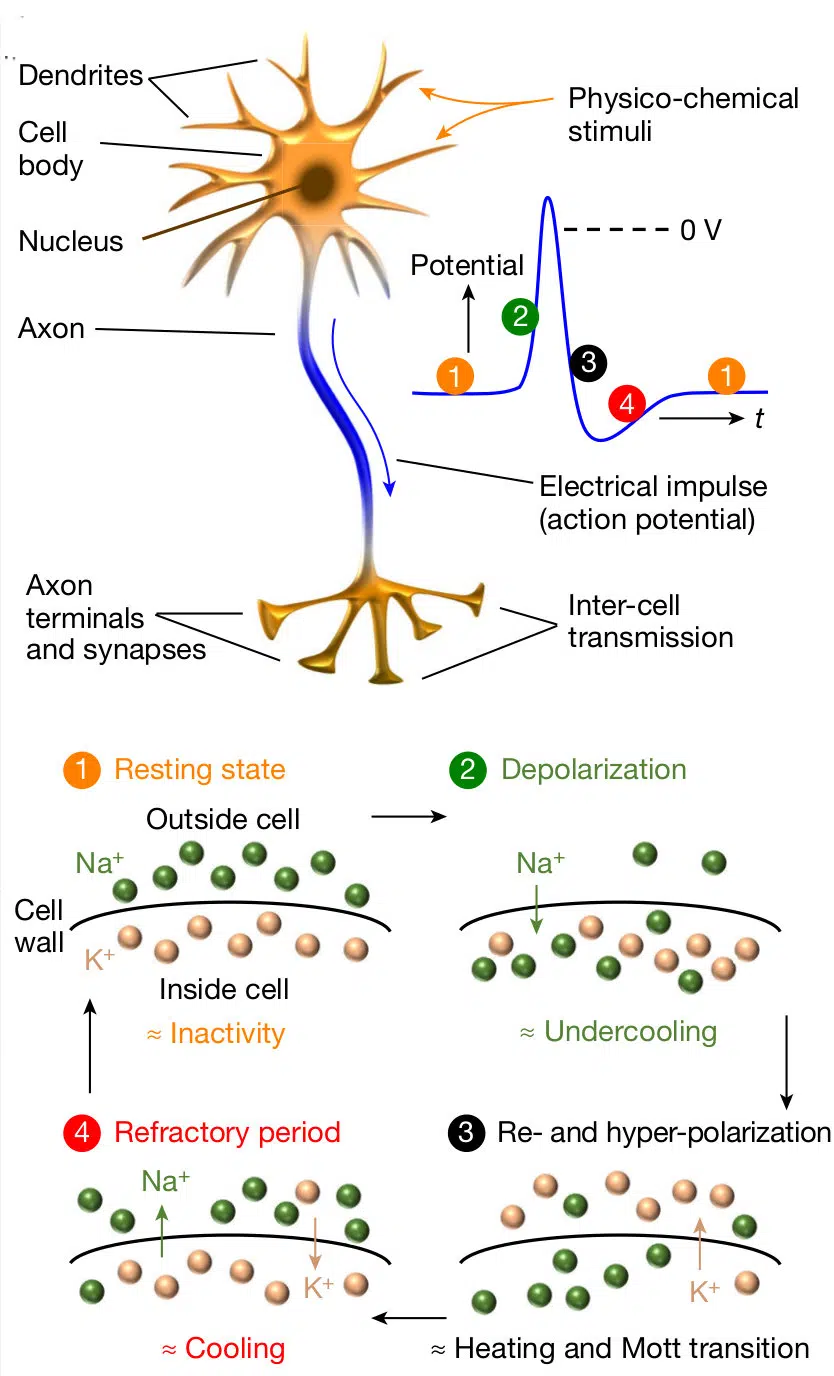 Dendrites
Physico-chemical
stimuli
Cell
body
Nucleus
0 V
Potential
2
Axon
3
1
1
4
t
Electrical impulse
(action potential)
Axon
terminals
and synapses
Inter-cell
transmission
1 Resting state
2 Depolarization
Outside cell
Na⁺
Na⁺
Cell
wall
K⁺
Inside cell
≈ Inactivity
≈ Undercooling
4 Refractory period
3 Re- and hyper-polarization
Na⁺
K⁺
K⁺
≈ Cooling
≈ Heating and Mott transition